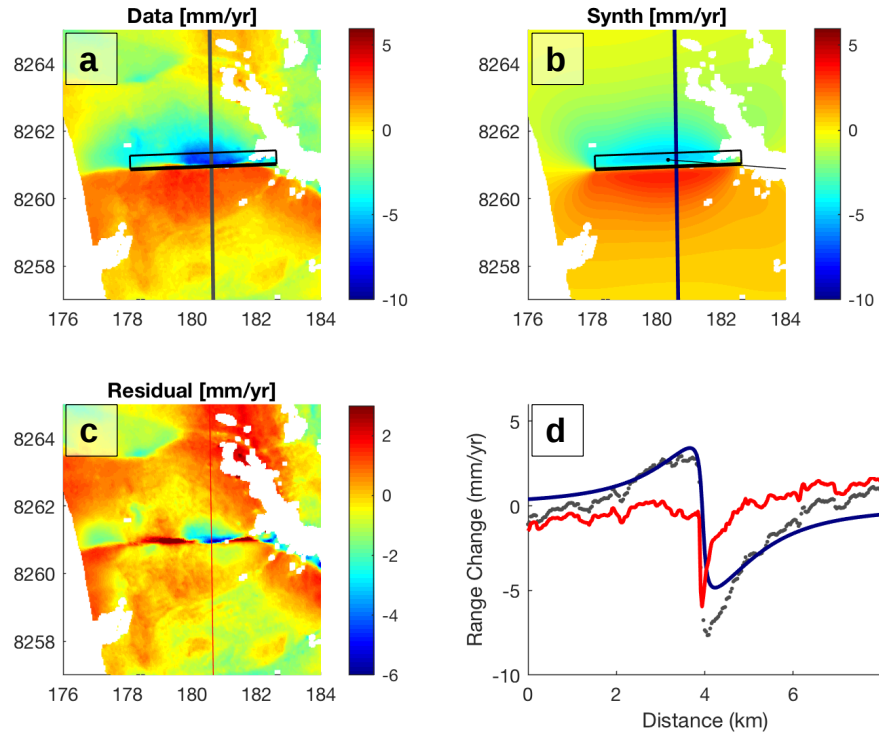 Data [mm/yr]
a
8264
8262
8260
8258
176 178 180 182 184
5
0
-5
-10
Synth [mm/yr]
b
8264
8262
8260
8258
176 178 180 182 184
5
0
-5
-10
Residual [mm/yr]
c
8264
8262
8260
8258
176 178 180 182 184
2
0
-2
-4
-6
d
5
0
-5
-10
Range Change (mm/yr)
0 2 4 6
Distance (km)